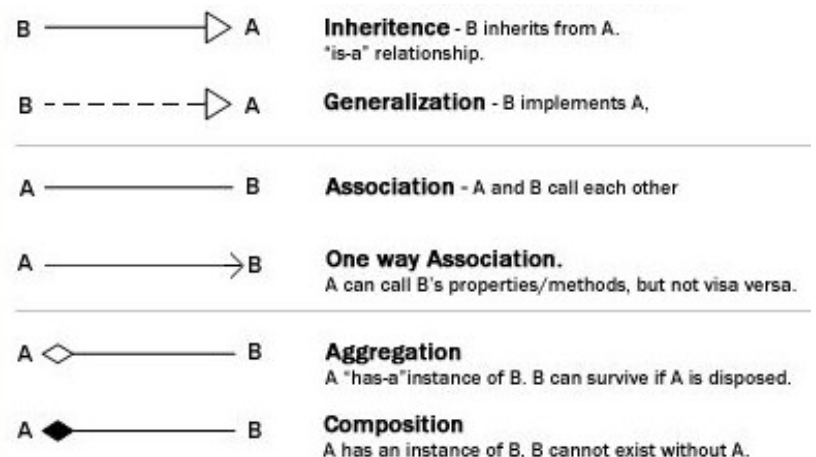 B A Inheritence - B inherits from A.
"is-a" relationship.
B A Generalization - B implements A,
A B Association - A and B call each other
A B One way Association.
A can call B's properties/methods, but not visa versa.
A B Aggregation
A "has-a"instance of B. B can survive if A is disposed.
A B Composition
A has an instance of B. B cannot exist without A.